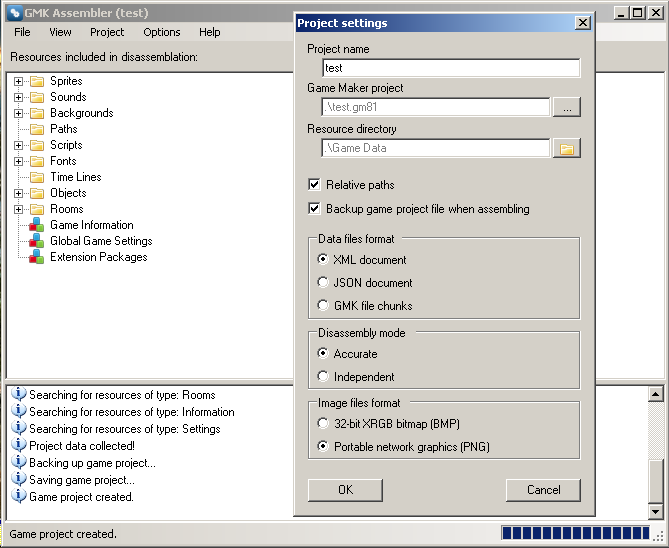 GMK Assembler (test)
File View Project Options Help
Resources included in disassemblation:
Sprites
Sounds
Backgrounds
Paths
Scripts
Fonts
Time Lines
Objects
Rooms
Game Information
Global Game Settings
Extension Packages
Searching for resources of type: Rooms
Searching for resources of type: Information
Searching for resources of type: Settings
Project data collected!
Backing up game project...
Saving game project...
Game project created.
Game project created.
Project settings
Project name
test
Game Maker project
.\test.gm81
...
Resource directory
.\Game Data
Relative paths
Backup game project file when assembling
Data files format
XML document
JSON document
GMK file chunks
Disassembly mode
Accurate
Independent
Image files format
32-bit XRGB bitmap (BMP)
Portable network graphics (PNG)
OK Cancel